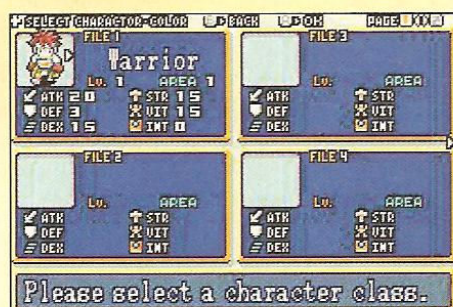 SELECT CHARACTOR-COLOR BACK OK PAGE
FILE 1
Warrior
Lv. 1 AREA 1
ATK 20 STR 15
DEF 3 VIT 15
DEX 15 INT 0
FILE 3
Lv. AREA
ATK STR
DEF VIT
DEX INT
FILE 2
Lv. AREA
ATK STR
DEF VIT
DEX INT
FILE 4
Lv. AREA
ATK STR
DEF VIT
DEX INT
Please select a character class.